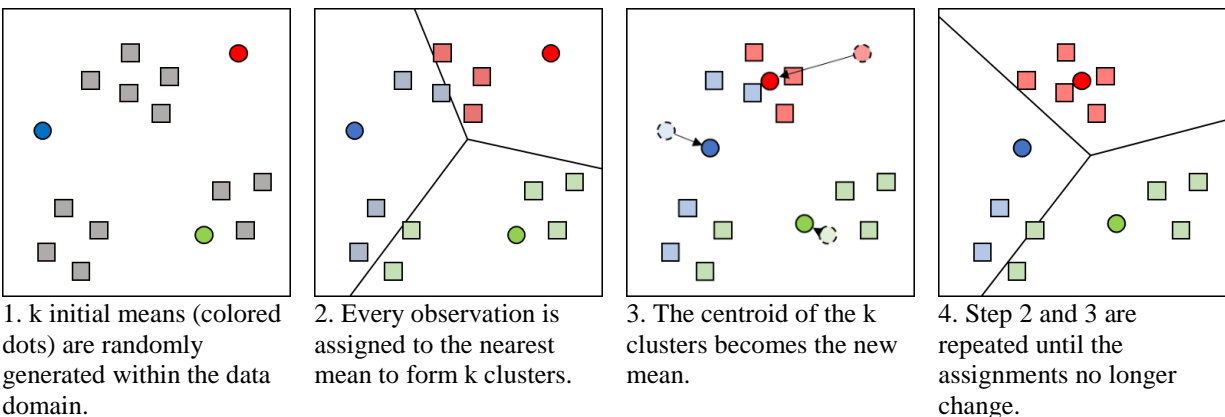 1. k initial means (colored
dots) are randomly
generated within the data
domain.
2. Every observation is
assigned to the nearest
mean to form k clusters.
3. The centroid of the k
clusters becomes the new
mean.
4. Step 2 and 3 are
repeated until the
assignments no longer
change.